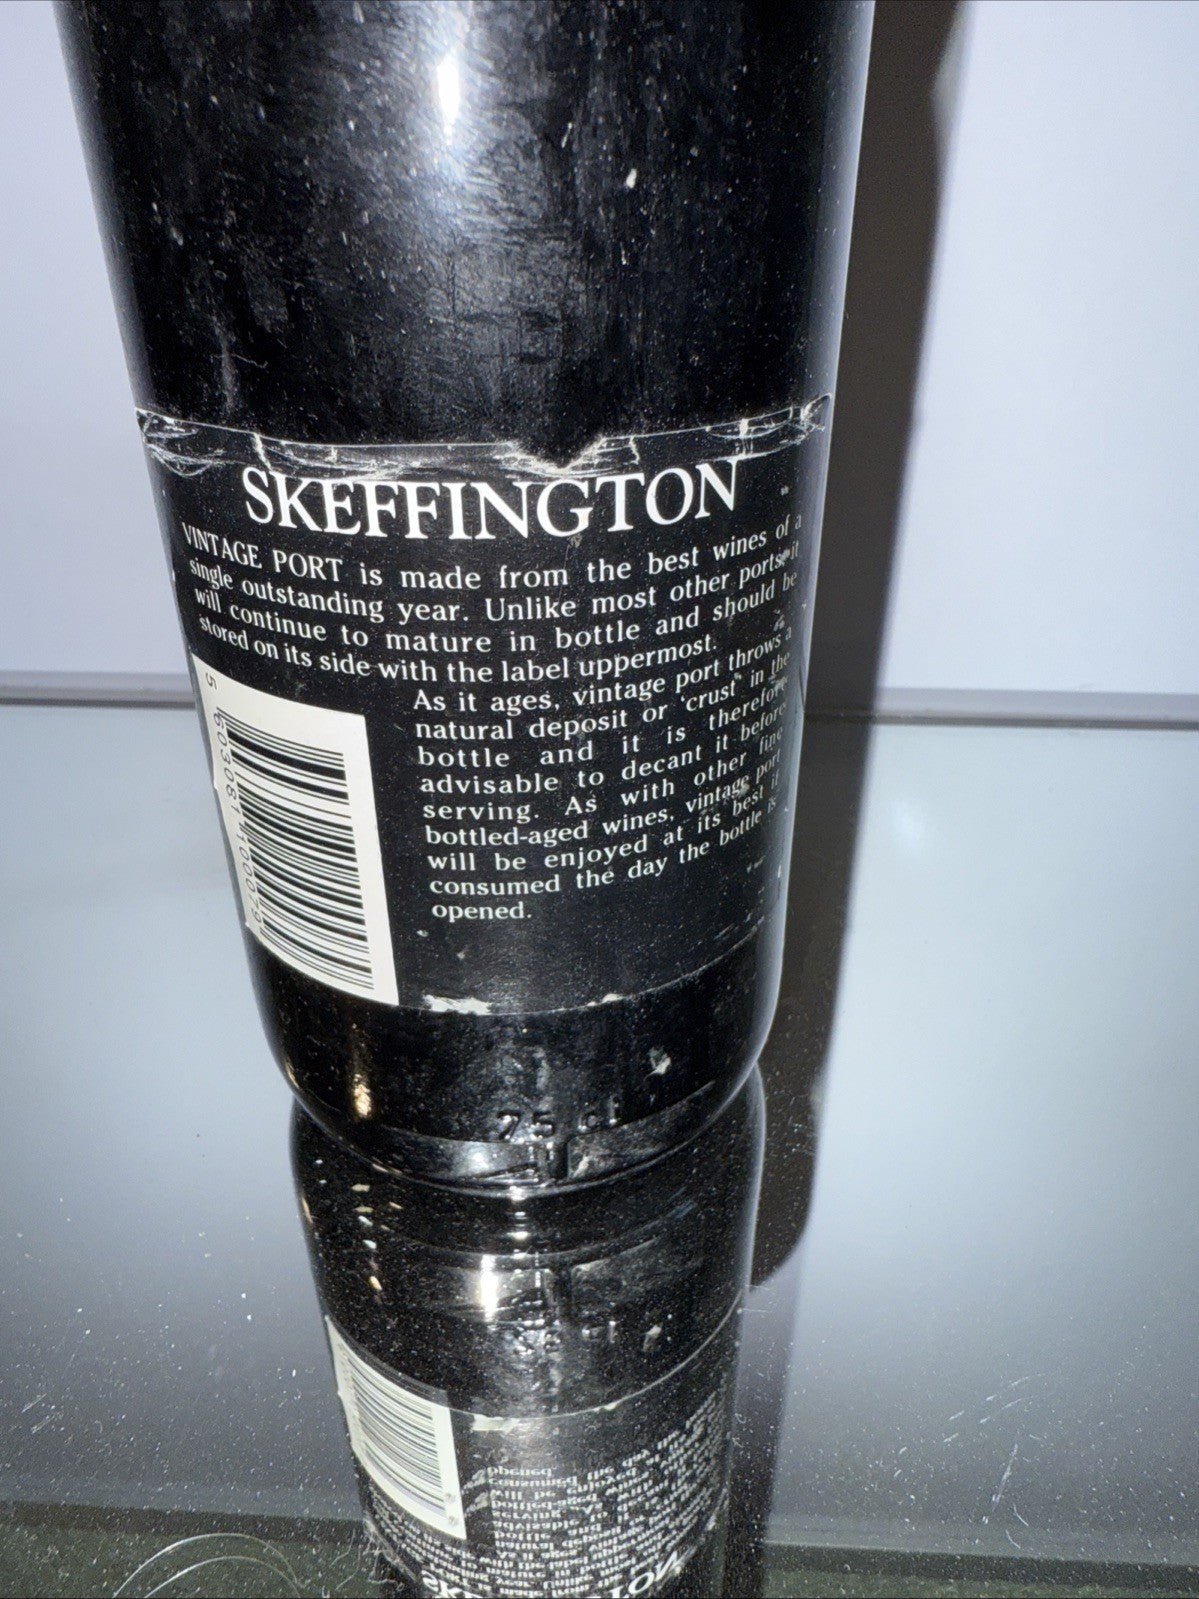 SKEFFINGTON
VINTAGE PORT is made from the best wines of a
single outstanding year. Unlike most other ports it
will continue to mature in bottle and should be
stored on its side with the label uppermost.
As it ages, vintage port throws a
natural deposit or 'crust' in the
bottle and it is therefore
advisable to decant it before
serving. As with other fine
bottled-aged wines, vintage port
will be enjoyed at its best if
consumed the day the bottle is
opened.
5 603081 100079
75 cl